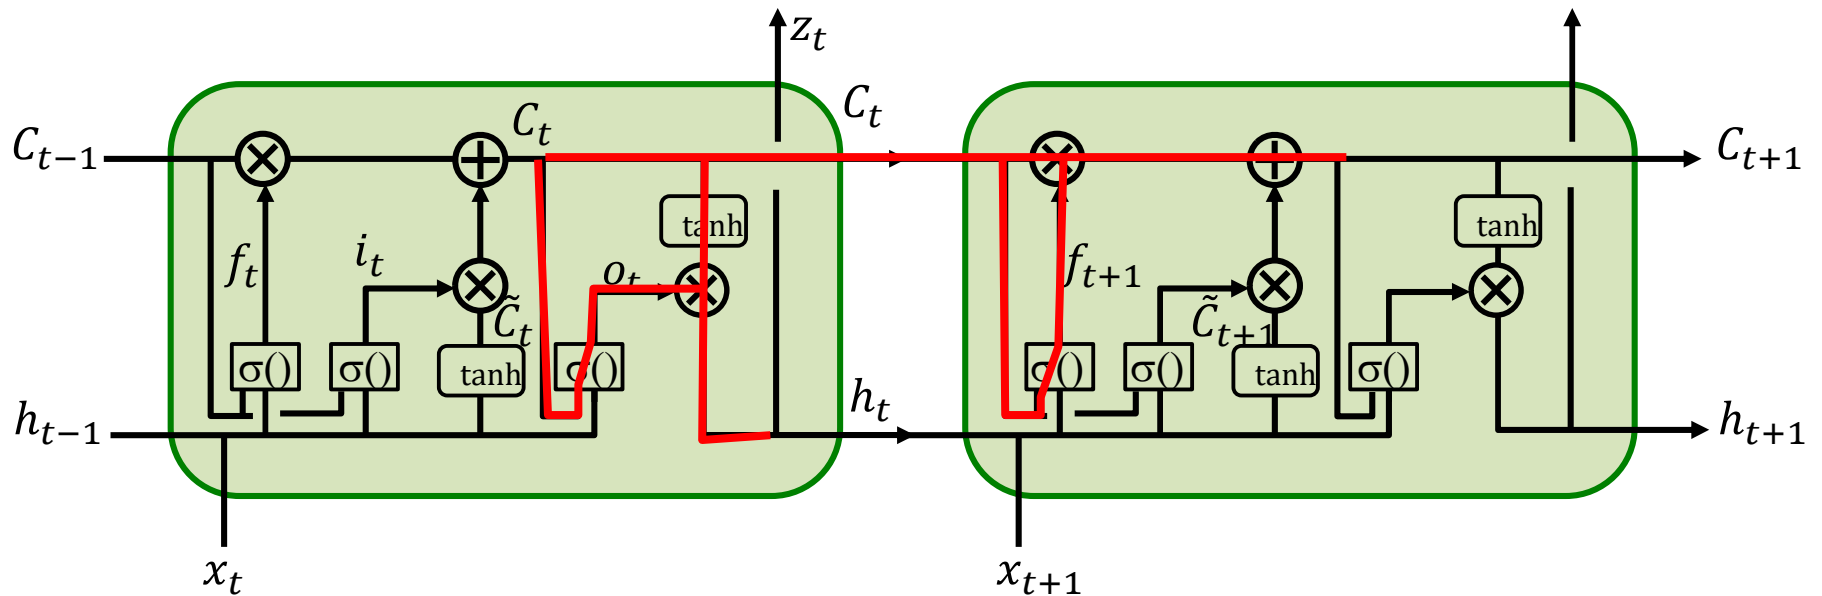 z_t
C_{t−1}
C_t
C_t
C_{t+1}
f_t
i_t
C̃_t
o_t
tanh
f_{t+1}
C̃_{t+1}
tanh
σ()
σ()
tanh
σ()
σ()
σ()
tanh
σ()
h_{t−1}
h_t
h_{t+1}
x_t
x_{t+1}